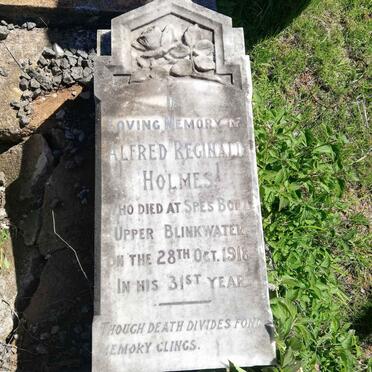 IN
LOVING MEMORY OF
ALFRED REGINALD
HOLMES
WHO DIED AT SPES BONA
UPPER BLINKWATER
ON THE 28TH OCT. 1918
IN HIS 31ST YEAR
THOUGH DEATH DIVIDES FOND
MEMORY CLINGS.